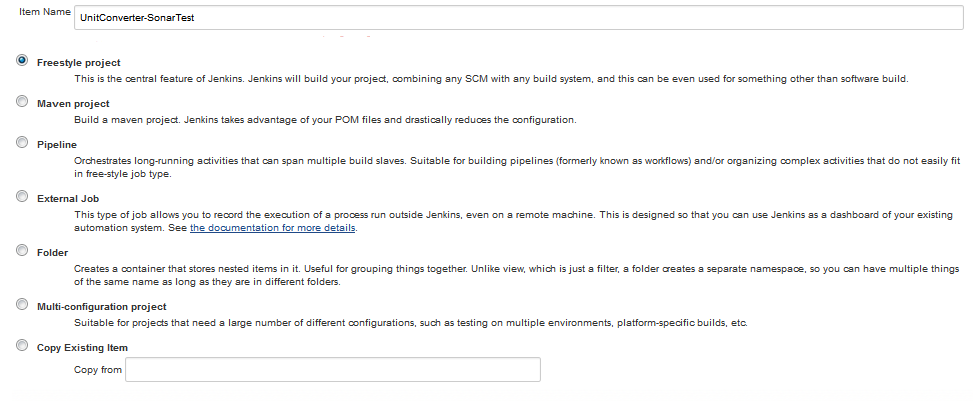 Item Name UnitConverter-SonarTest
Freestyle project
This is the central feature of Jenkins. Jenkins will build your project, combining any SCM with any build system, and this can be even used for something other than software build.
Maven project
Build a maven project. Jenkins takes advantage of your POM files and drastically reduces the configuration.
Pipeline
Orchestrates long-running activities that can span multiple build slaves. Suitable for building pipelines (formerly known as workflows) and/or organizing complex activities that do not easily fit
in free-style job type.
External Job
This type of job allows you to record the execution of a process run outside Jenkins, even on a remote machine. This is designed so that you can use Jenkins as a dashboard of your existing
automation system. See the documentation for more details.
Folder
Creates a container that stores nested items in it. Useful for grouping things together. Unlike view, which is just a filter, a folder creates a separate namespace, so you can have multiple things
of the same name as long as they are in different folders.
Multi-configuration project
Suitable for projects that need a large number of different configurations, such as testing on multiple environments, platform-specific builds, etc.
Copy Existing Item
Copy from